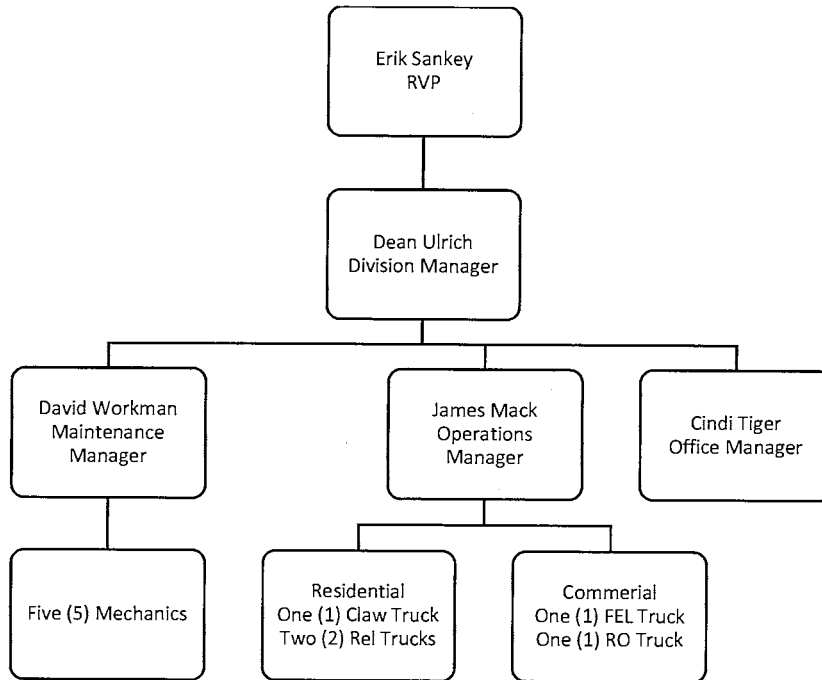 Erik Sankey
RVP
Dean Ulrich
Division Manager
David Workman
Maintenance
Manager
James Mack
Operations
Manager
Cindi Tiger
Office Manager
Five (5) Mechanics
Residential
One (1) Claw Truck
Two (2) Rel Trucks
Commerial
One (1) FEL Truck
One (1) RO Truck